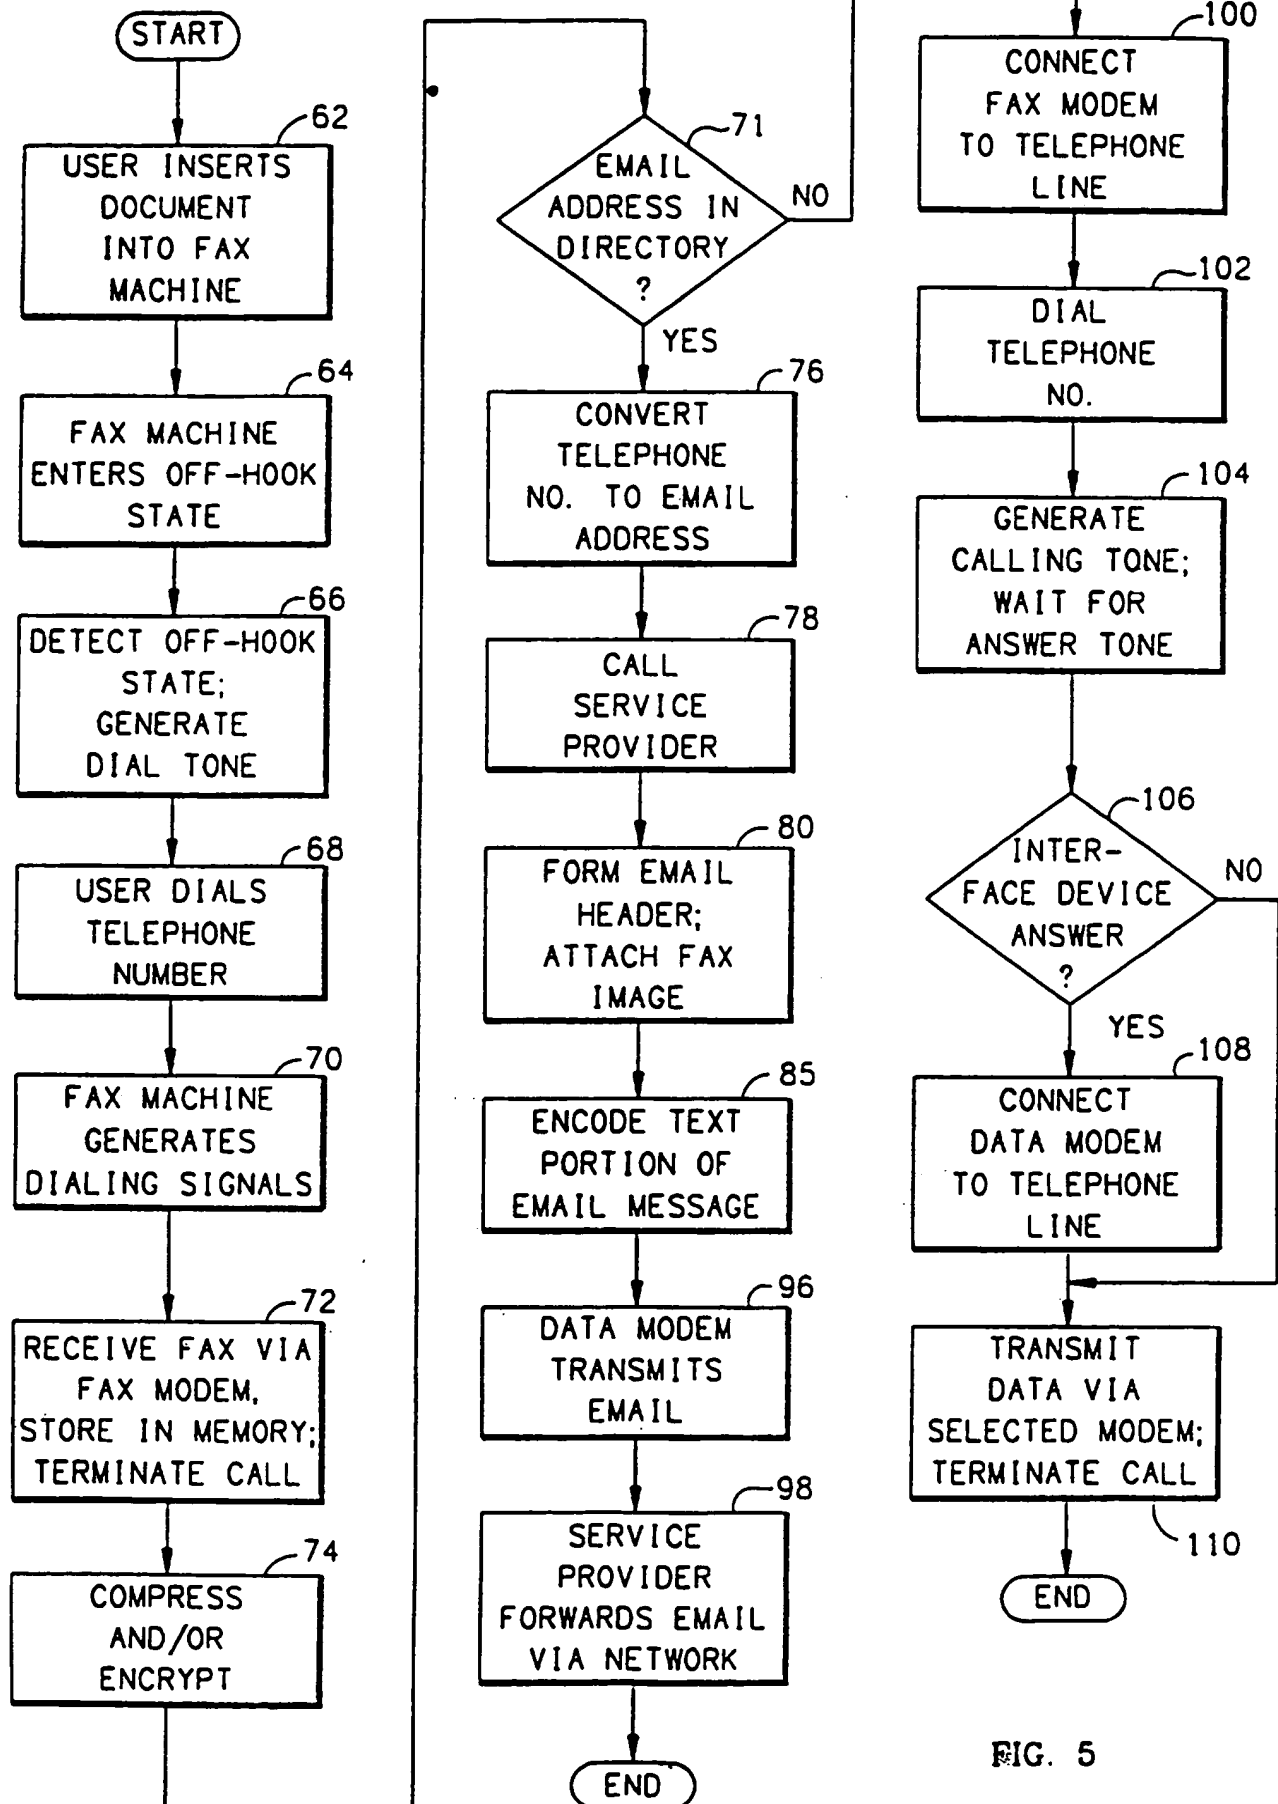 START
62
USER INSERTS
DOCUMENT
INTO FAX
MACHINE
64
FAX MACHINE
ENTERS OFF-HOOK
STATE
66
DETECT OFF-HOOK
STATE;
GENERATE
DIAL TONE
68
USER DIALS
TELEPHONE
NUMBER
70
FAX MACHINE
GENERATES
DIALING SIGNALS
72
RECEIVE FAX VIA
FAX MODEM,
STORE IN MEMORY;
TERMINATE CALL
74
COMPRESS
AND/OR
ENCRYPT
71
EMAIL
ADDRESS IN
DIRECTORY
?
NO
YES
76
CONVERT
TELEPHONE
NO. TO EMAIL
ADDRESS
78
CALL
SERVICE
PROVIDER
80
FORM EMAIL
HEADER;
ATTACH FAX
IMAGE
85
ENCODE TEXT
PORTION OF
EMAIL MESSAGE
96
DATA MODEM
TRANSMITS
EMAIL
98
SERVICE
PROVIDER
FORWARDS EMAIL
VIA NETWORK
END
100
CONNECT
FAX MODEM
TO TELEPHONE
LINE
102
DIAL
TELEPHONE
NO.
104
GENERATE
CALLING TONE;
WAIT FOR
ANSWER TONE
106
INTER-
FACE DEVICE
ANSWER
?
NO
YES
108
CONNECT
DATA MODEM
TO TELEPHONE
LINE
TRANSMIT
DATA VIA
SELECTED MODEM;
TERMINATE CALL
110
END
FIG. 5